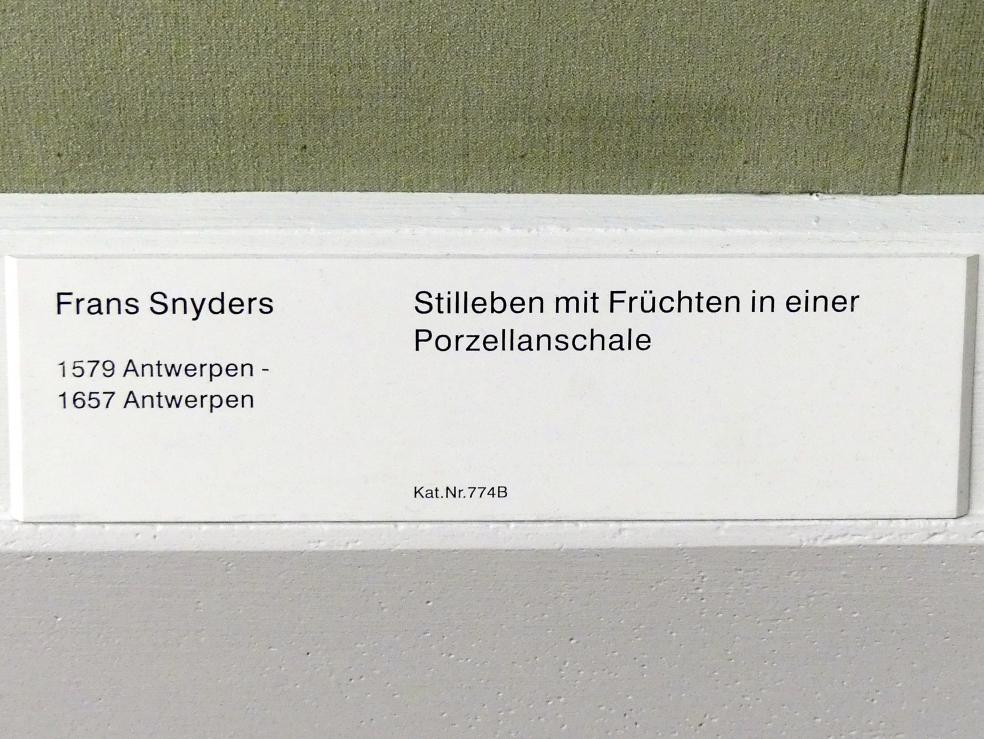 Frans Snyders
1579 Antwerpen -
1657 Antwerpen
Stilleben mit Früchten in einer
Porzellanschale
Kat.Nr.774B